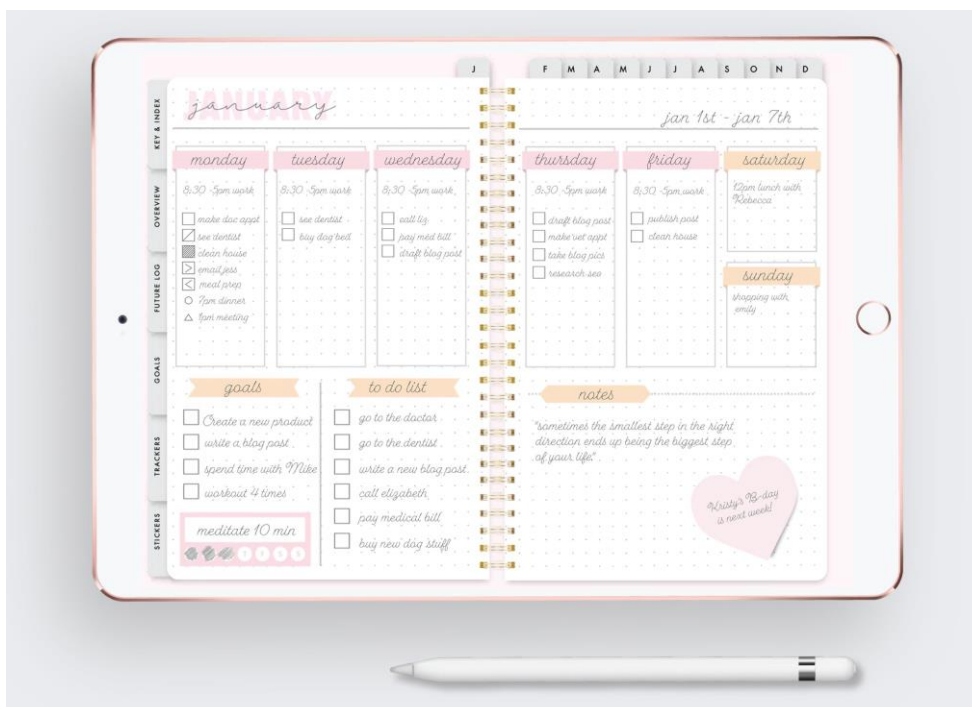 J
F M A M J J A S O N D
KEY & INDEX
OVERVIEW
FUTURE LOG
GOALS
TRACKERS
STICKERS
JANUARY
january
jan 1st - jan 7th
monday
8:30 -5pm work
make doc appt
see dentist
clean house
email jess
meal prep
7pm dinner
1pm meeting
tuesday
8:30 -5pm work
see dentist
buy dog bed
wednesday
8:30 -5pm work
call liz
pay med bill
draft blog post
thursday
8:30 -5pm work
draft blog post
make vet appt
take blog pics
research seo
friday
8:30 -5pm work
publish post
clean house
saturday
12pm lunch with
Rebecca
sunday
shopping with
emily
goals
Create a new product
write a blog post
spend time with Mike
workout 4 times
meditate 10 min
T F S S
to do list
go to the doctor
go to the dentist
write a new blog post
call elizabeth
pay medical bill
buy new dog stuff
notes
"sometimes the smallest step in the right
direction ends up being the biggest step
of your life."
Kristy's B-day
is next week!